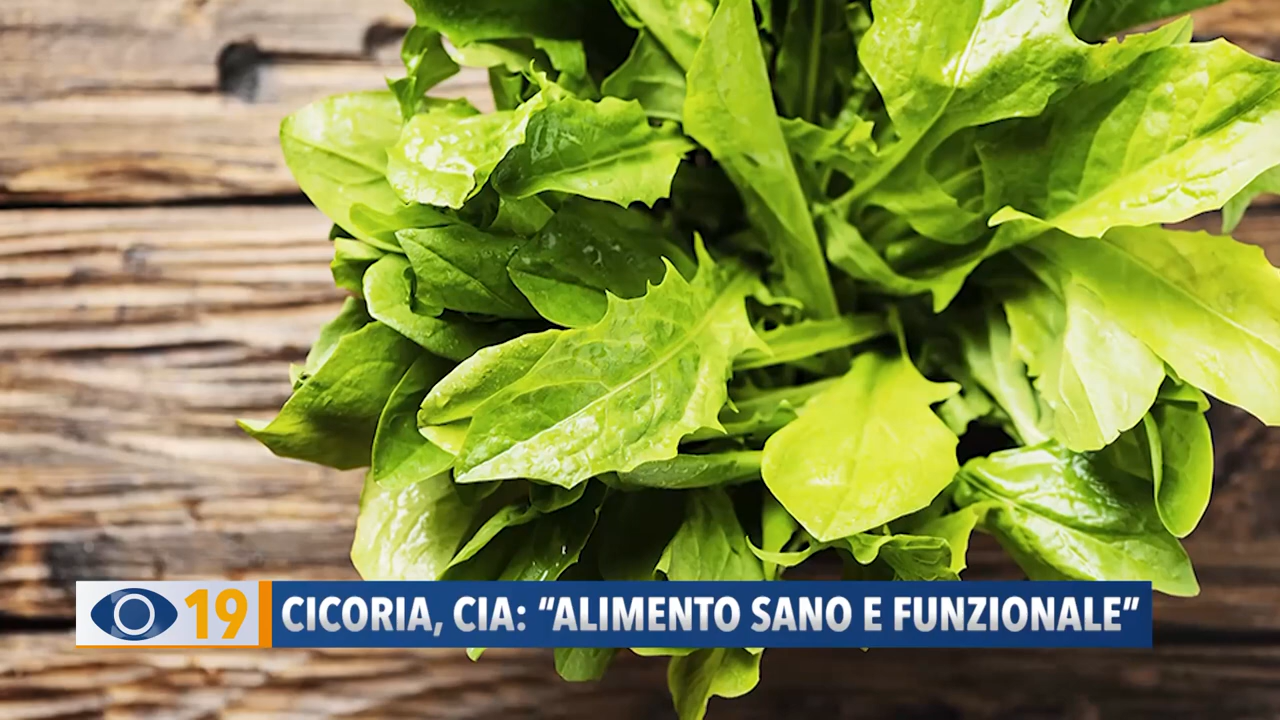 19 CICORIA, CIA: “ALIMENTO SANO E FUNZIONALE”